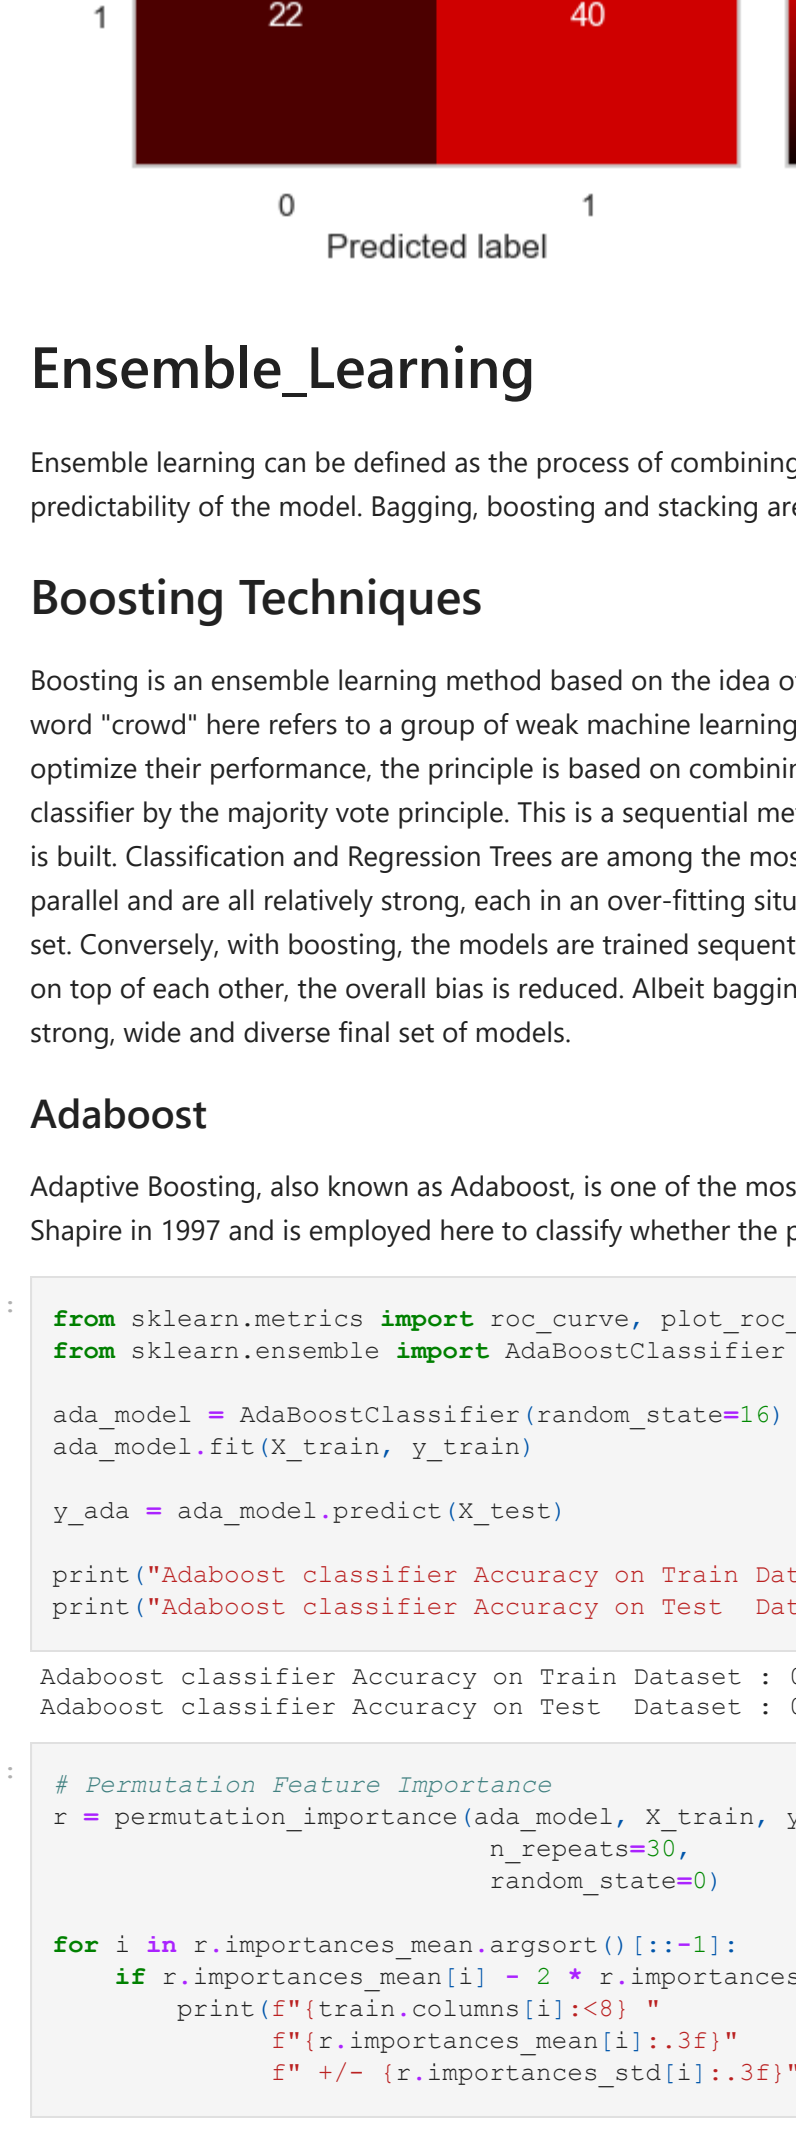 1 22 40
0 1
Predicted label
Ensemble_Learning
Ensemble learning can be defined as the process of combining
predictability of the model. Bagging, boosting and stacking are
Boosting Techniques
Boosting is an ensemble learning method based on the idea of
word "crowd" here refers to a group of weak machine learning
optimize their performance, the principle is based on
classifier by the majority vote principle. This is a sequential
is built. Classification and Regression Trees are among the
parallel and are all relatively strong, each in an over-fitting
set. Conversely, with boosting, the models are trained
on top of each other, the overall bias is reduced. Albeit
strong, wide and diverse final set of models.
Adaboost
Adaptive Boosting, also known as Adaboost, is one of the
Shapire in 1997 and is employed here to classify whether the
:
from sklearn.metrics import roc_curve, plot_roc_
from sklearn.ensemble import AdaBoostClassifier
ada_model = AdaBoostClassifier(random_state=16)
ada_model.fit(X_train, y_train)
y_ada = ada_model.predict(X_test)
print("Adaboost classifier Accuracy on Train Dat
print("Adaboost classifier Accuracy on Test  Dat
Adaboost classifier Accuracy on Train Dataset : 0
Adaboost classifier Accuracy on Test  Dataset : 0
:
# Permutation Feature Importance
r = permutation_importance(ada_model, X_train, y
n_repeats=30,
random_state=0)
for i in r.importances_mean.argsort()[::-1]:
if r.importances_mean[i] - 2 * r.importances
print(f"{train.columns[i]:<8} "
f"{r.importances_mean[i]:.3f}"
f" +/- {r.importances_std[i]:.3f}"